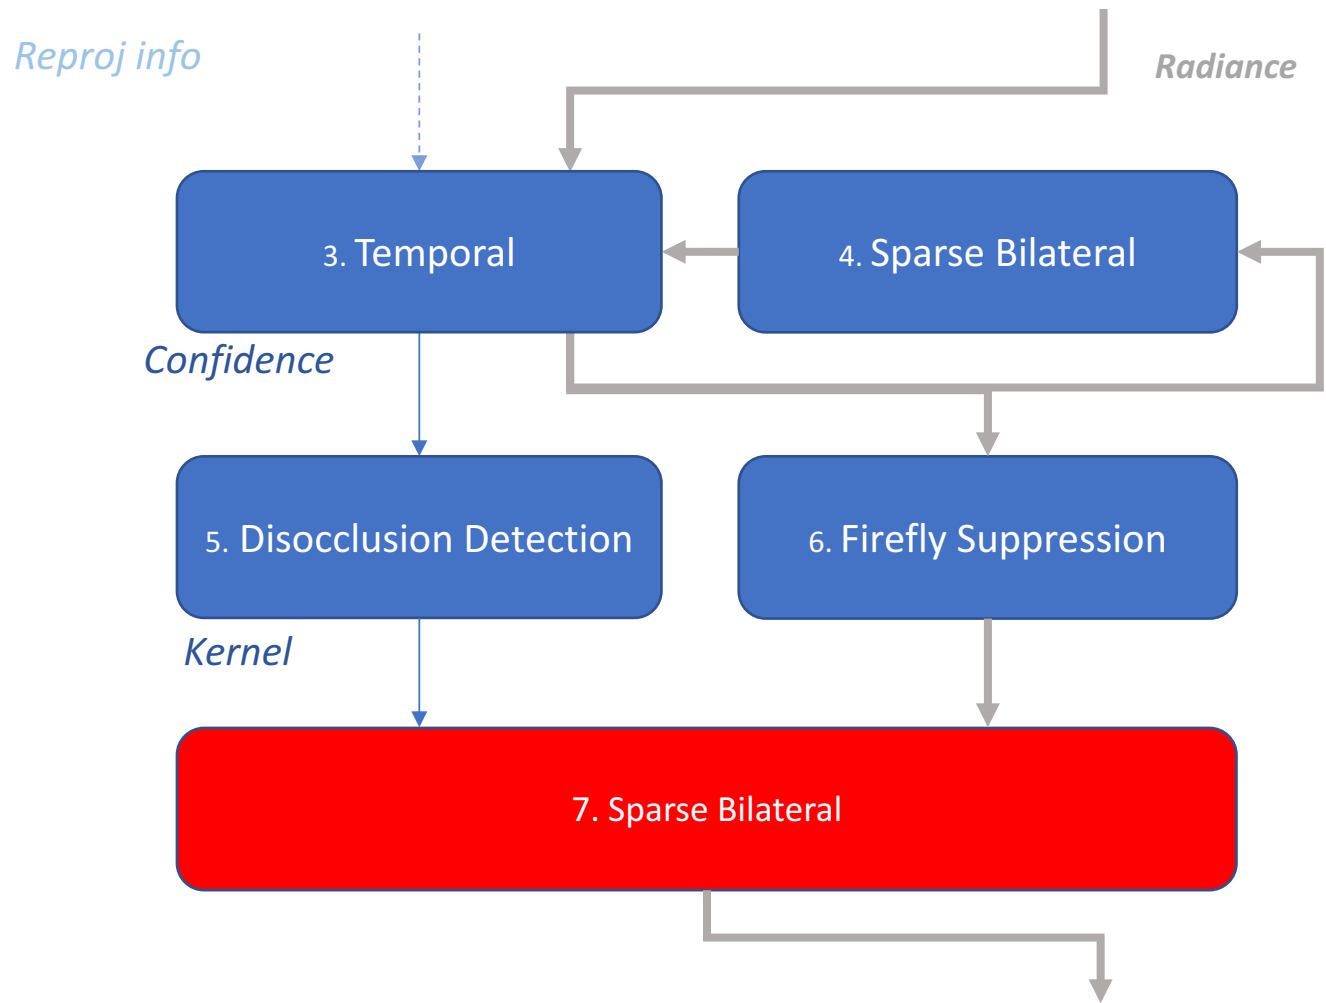 Reproj info
Radiance
3. Temporal
4. Sparse Bilateral
Confidence
5. Disocclusion Detection
6. Firefly Suppression
Kernel
7. Sparse Bilateral